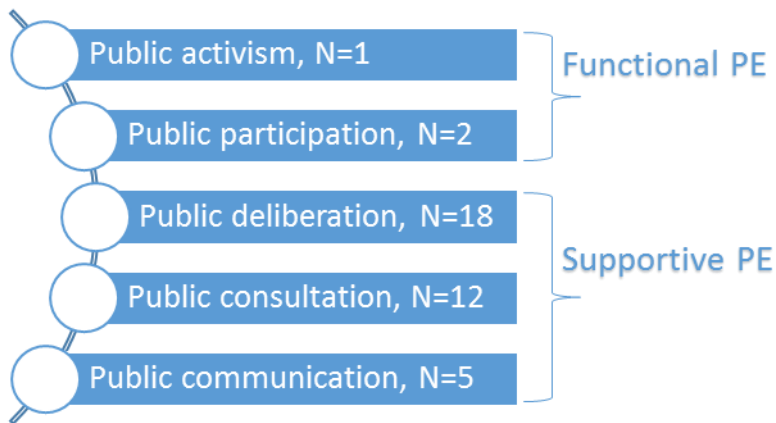 Public activism, N=1
Functional PE
Public participation, N=2
Public deliberation, N=18
Supportive PE
Public consultation, N=12
Public communication, N=5